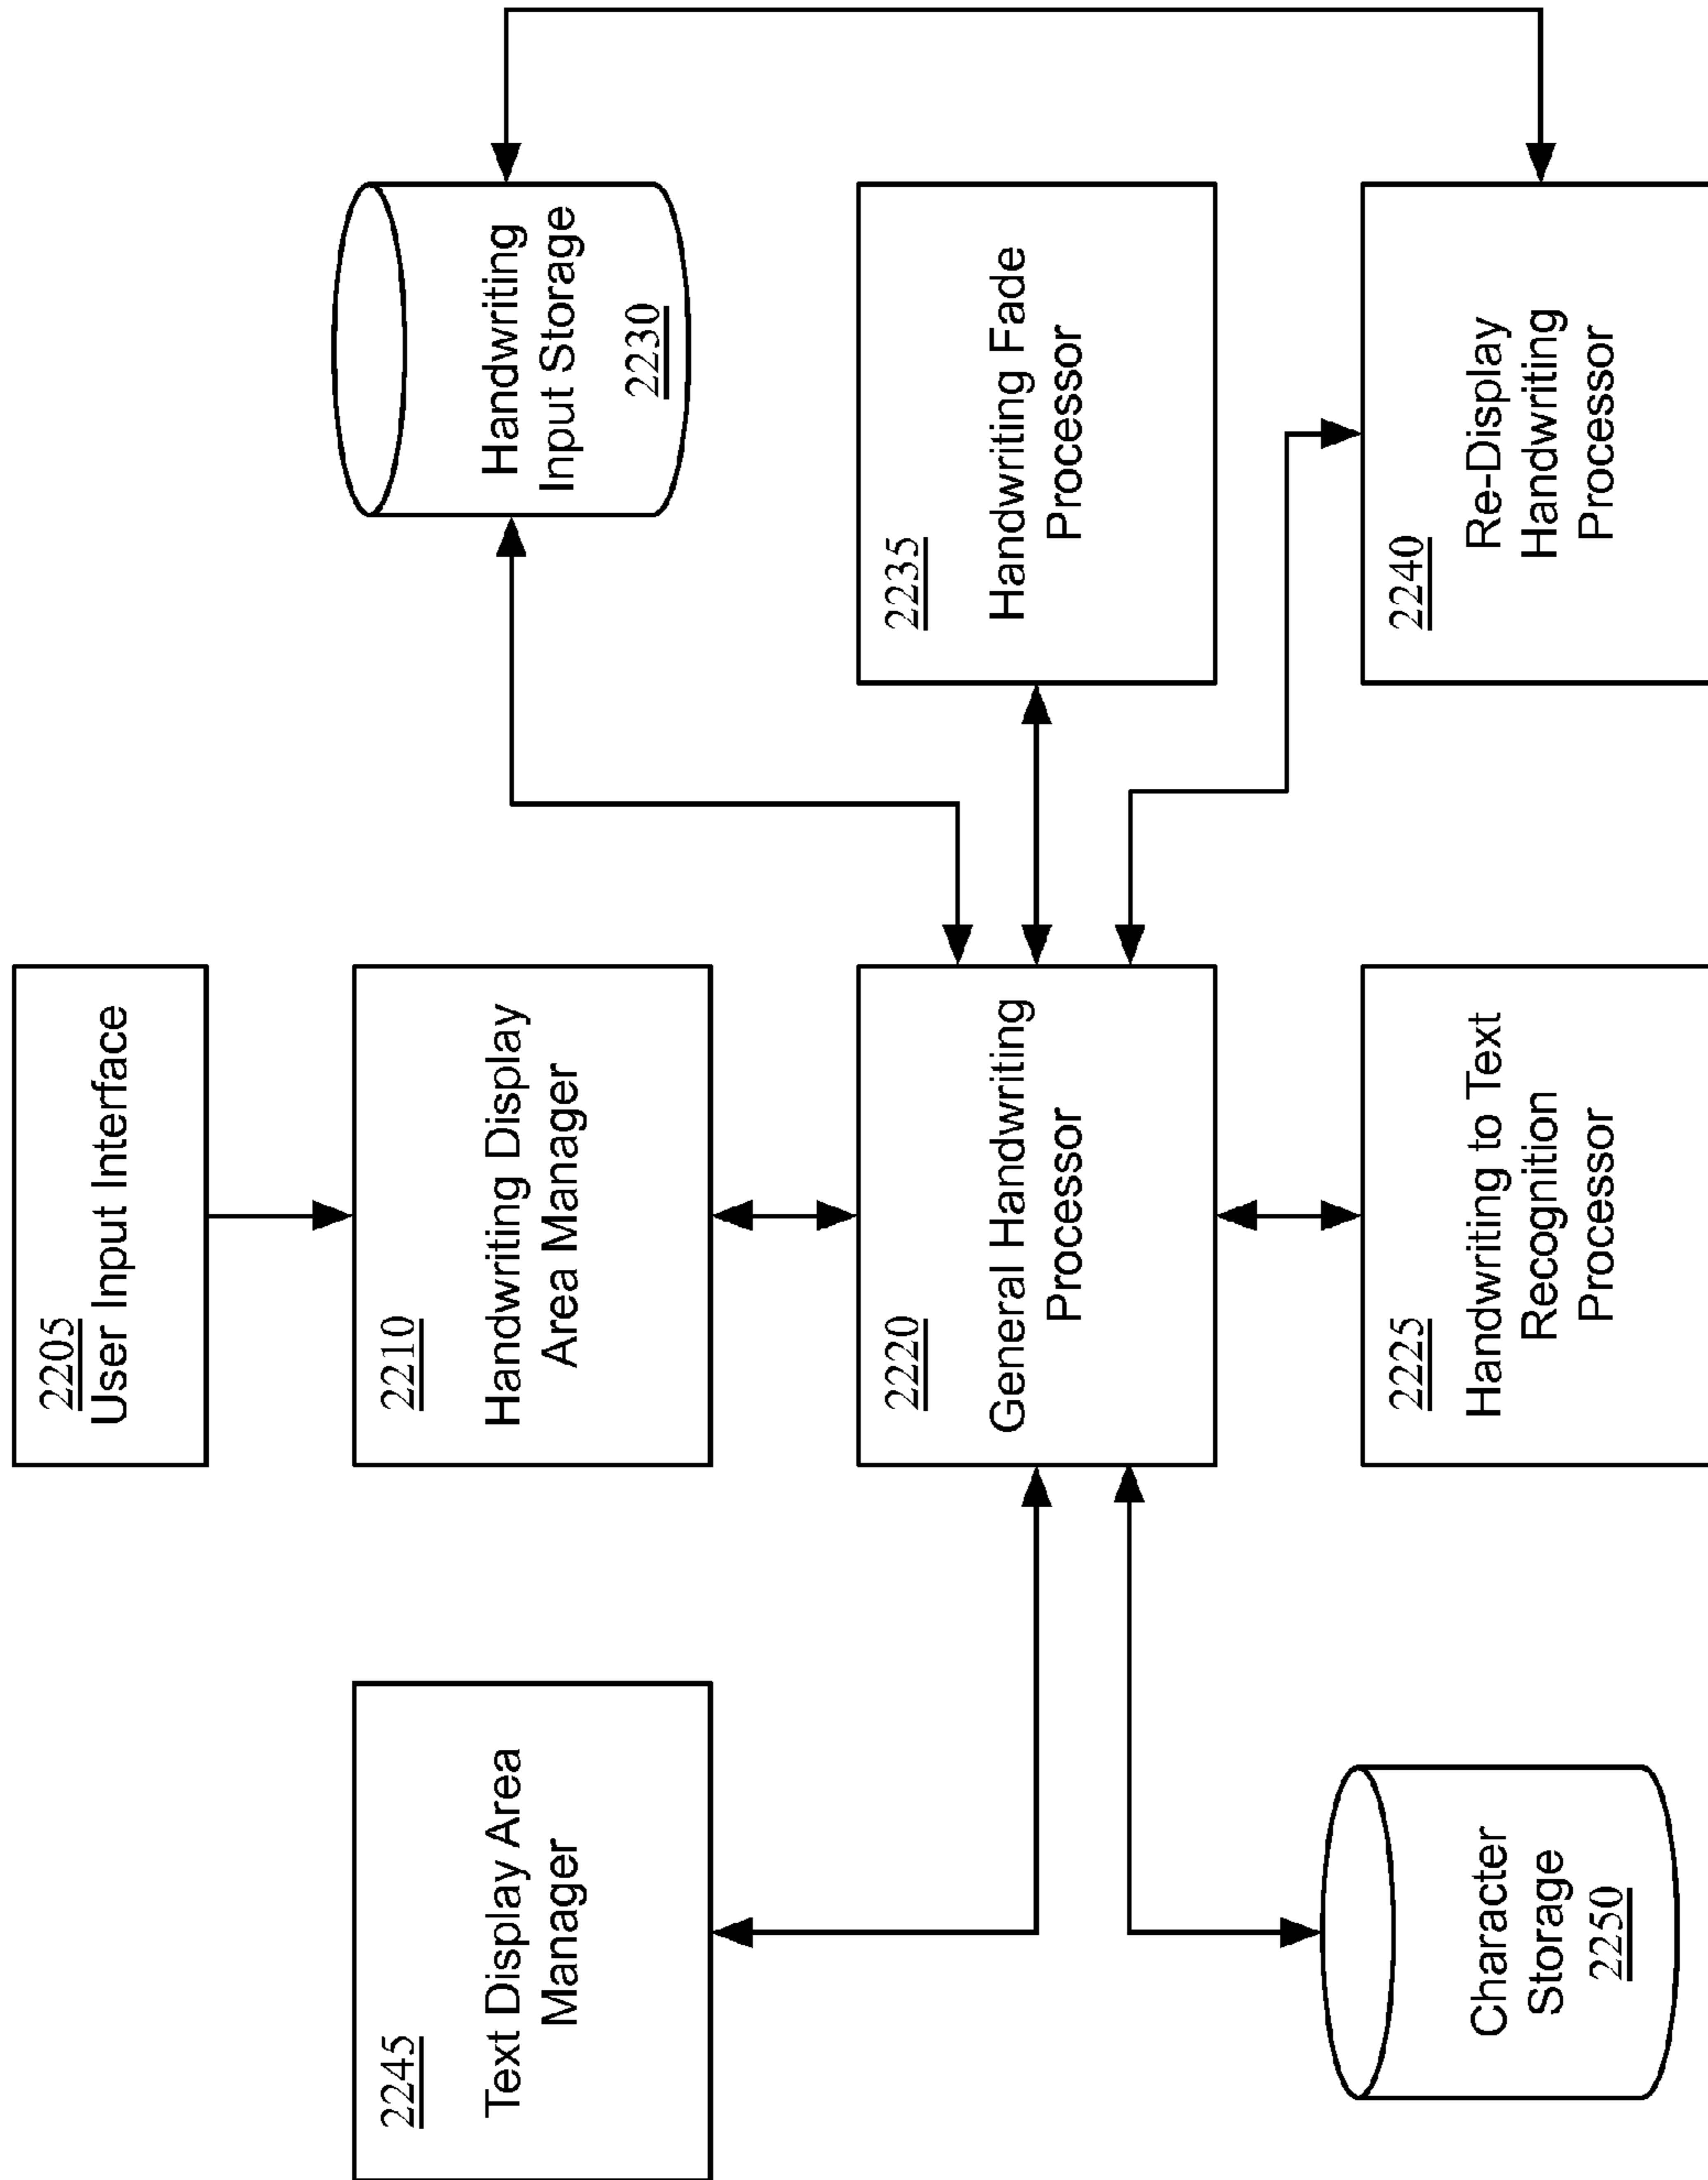 2205
User Input Interface
2245
Text Display Area
Manager
2210
Handwriting Display
Area Manager
Handwriting
Input Storage
2230
2220
General Handwriting
Processor
2235
Handwriting Fade
Processor
Character
Storage
2250
2225
Handwriting to Text
Recognition
Processor
2240
Re-Display
Handwriting
Processor